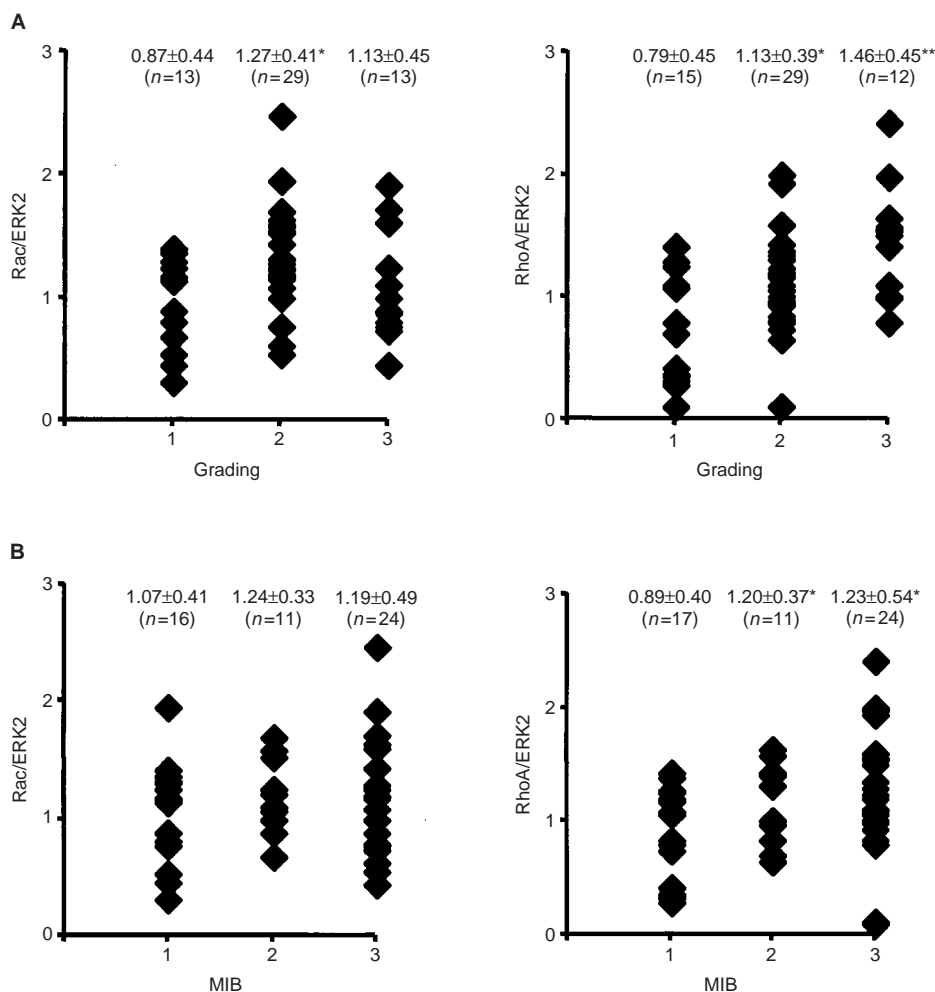 A
0.87±0.44 1.27±0.41* 1.13±0.45
(n=13) (n=29) (n=13)
3
2
1
0
Rac/ERK2
1 2 3
Grading
0.79±0.45 1.13±0.39* 1.46±0.45**
(n=15) (n=29) (n=12)
3
2
1
0
RhoA/ERK2
1 2 3
Grading
B
1.07±0.41 1.24±0.33 1.19±0.49
(n=16) (n=11) (n=24)
3
2
1
0
Rac/ERK2
1 2 3
MIB
0.89±0.40 1.20±0.37* 1.23±0.54*
(n=17) (n=11) (n=24)
3
2
1
0
RhoA/ERK2
1 2 3
MIB